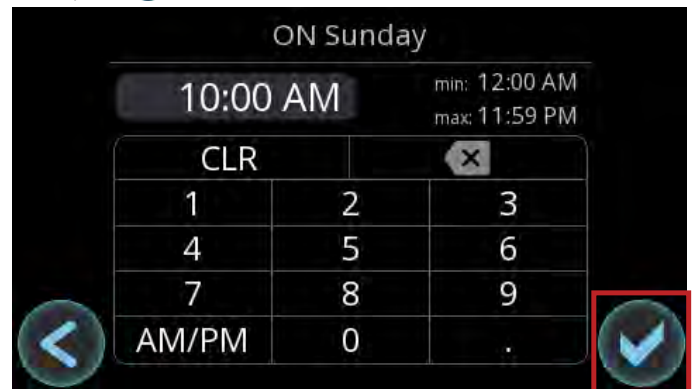 ON Sunday
10:00 AM
min: 12:00 AM
max: 11:59 PM
CLR
1 2 3
4 5 6
7 8 9
AM/PM 0 .